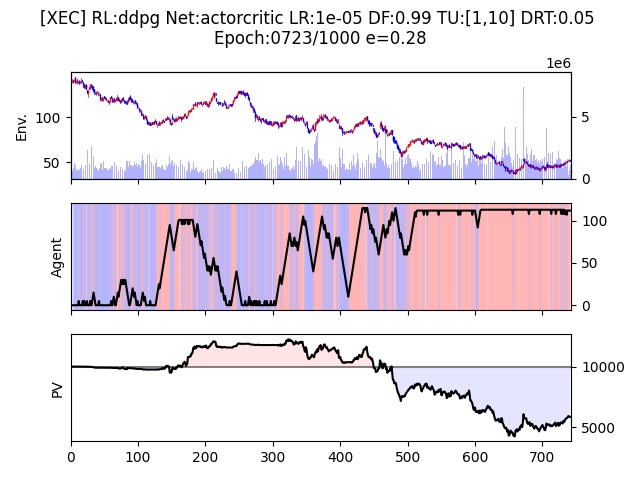 [XEC] RL:ddpg Net:actorcritic LR:1e-05 DF:0.99 TU:[1,10] DRT:0.05
Epoch:0723/1000 e=0.28
1e6
Env.
100
50
5
0
Agent
100
50
0
PV
10000
5000
0 100 200 300 400 500 600 700